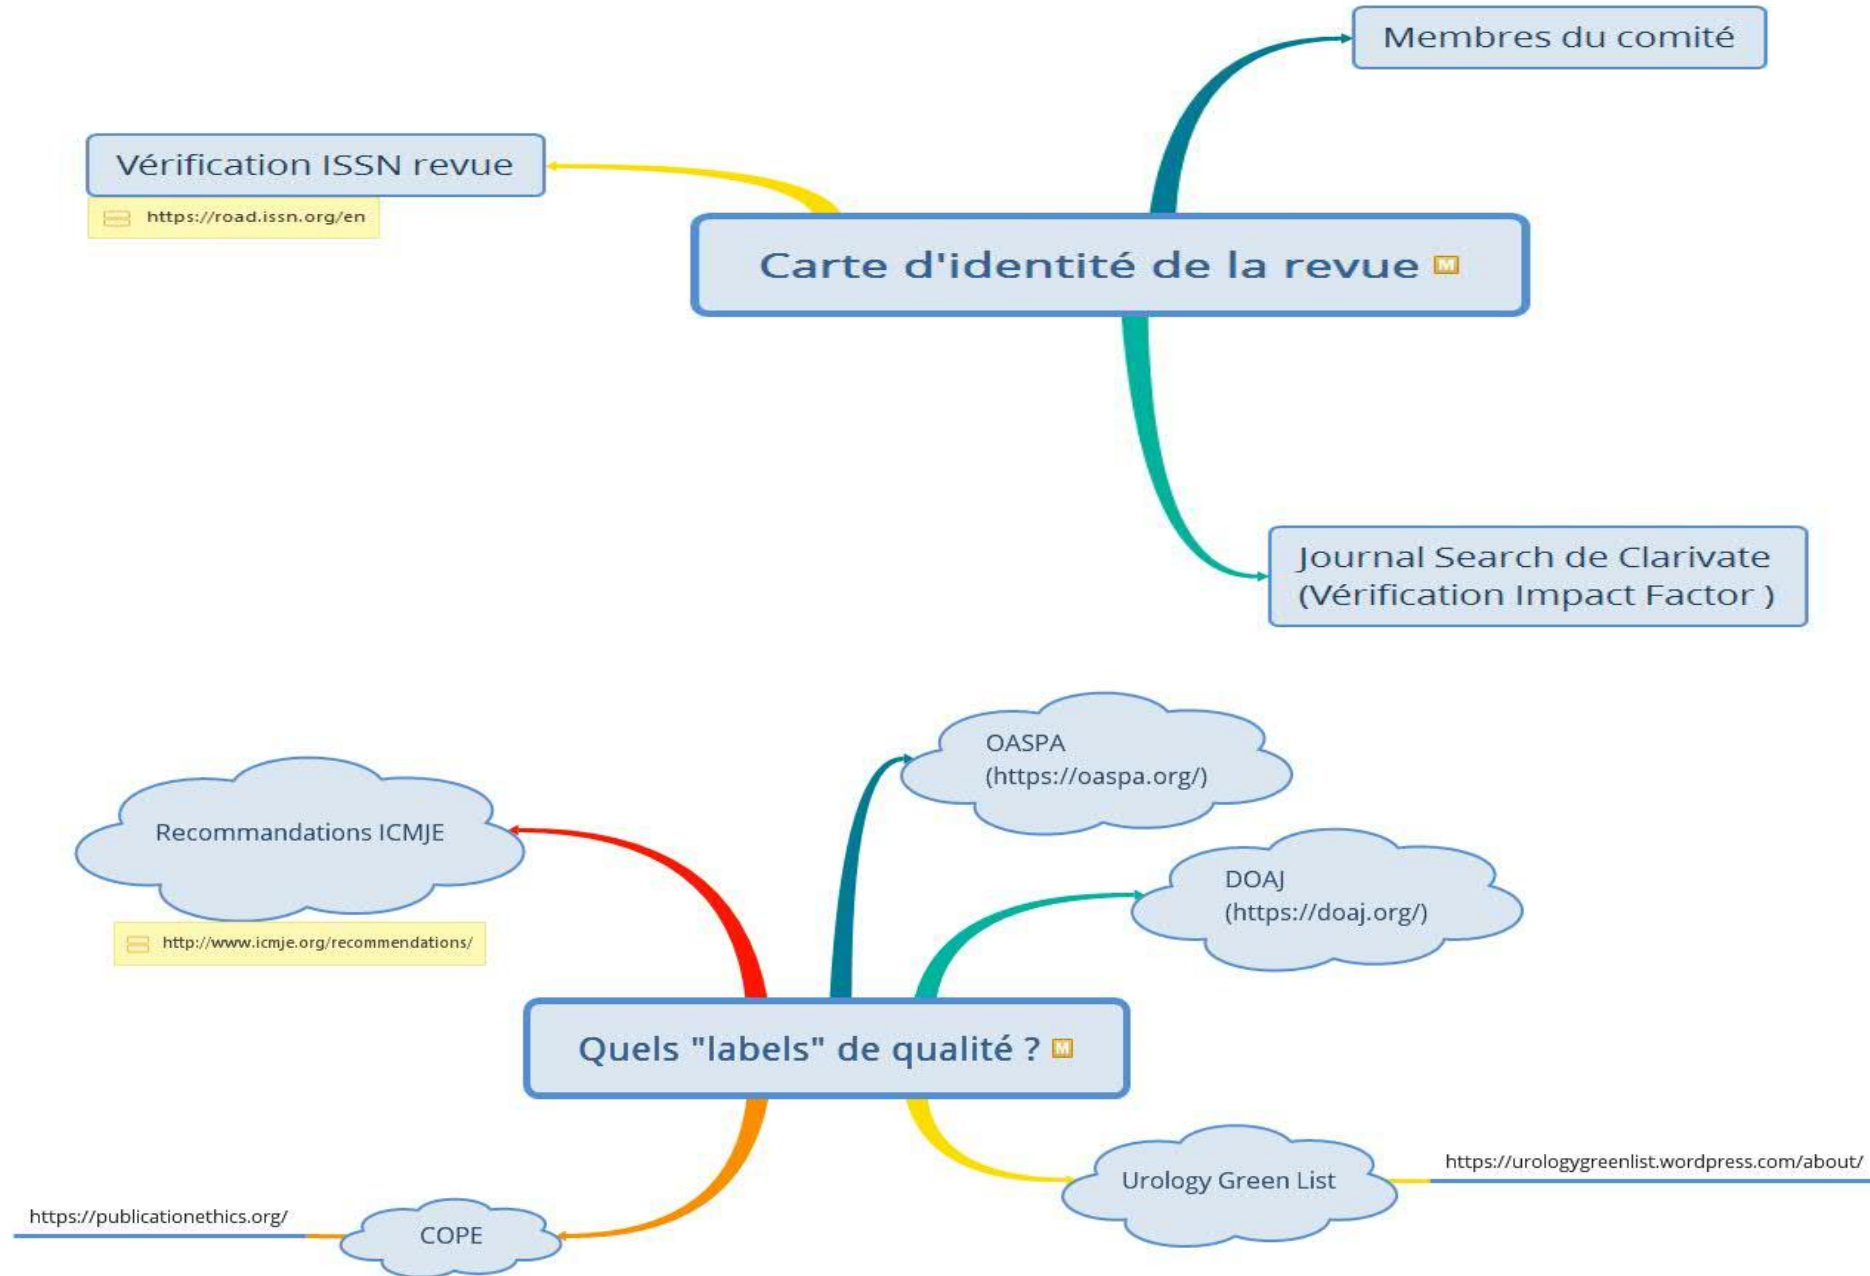 Membres du comité
Vérification ISSN revue
https://road.issn.org/en
Carte d'identité de la revue M
Journal Search de Clarivate
(Vérification Impact Factor )
OASPA
(https://oaspa.org/)
Recommandations ICMJE
http://www.icmje.org/recommendations/
DOAJ
(https://doaj.org/)
Quels "labels" de qualité ? M
Urology Green List
https://urologygreenlist.wordpress.com/about/
https://publicationethics.org/
COPE